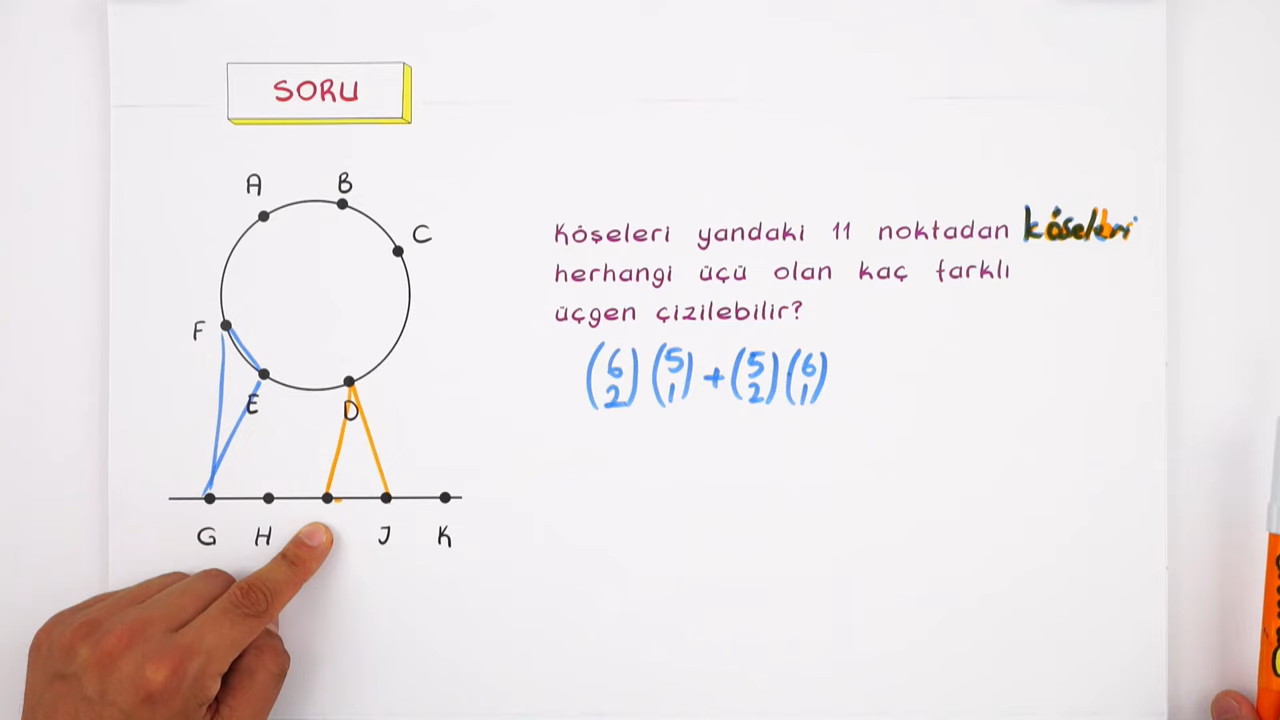 SORU
A
B
C
F
E
D
G H J K
Köşeleri yandaki 11 noktadan köşeleri
herhangi üçü olan kaç farklı
üçgen çizilebilir?
(6 2) (5 1) + (5 2) (6 1)